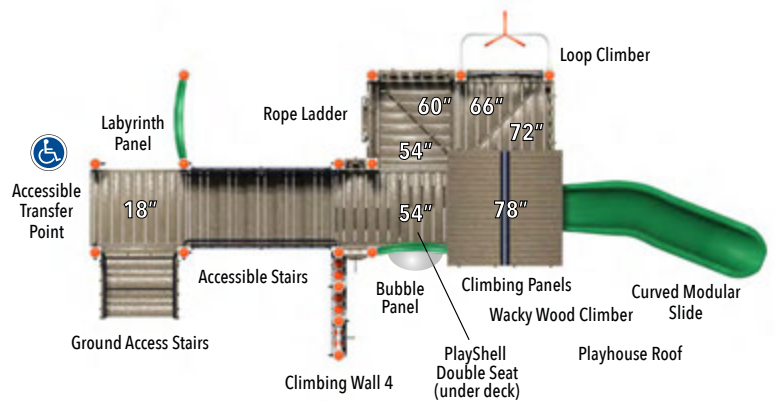 Loop Climber
60"
66"
Rope Ladder
Labyrinth
Panel
72"
54"
Accessible
Transfer
Point
18"
54"
78"
Accessible Stairs
Bubble
Panel
Climbing Panels
Curved Modular
Slide
Wacky Wood Climber
Ground Access Stairs
PlayShell
Double Seat
(under deck)
Playhouse Roof
Climbing Wall 4